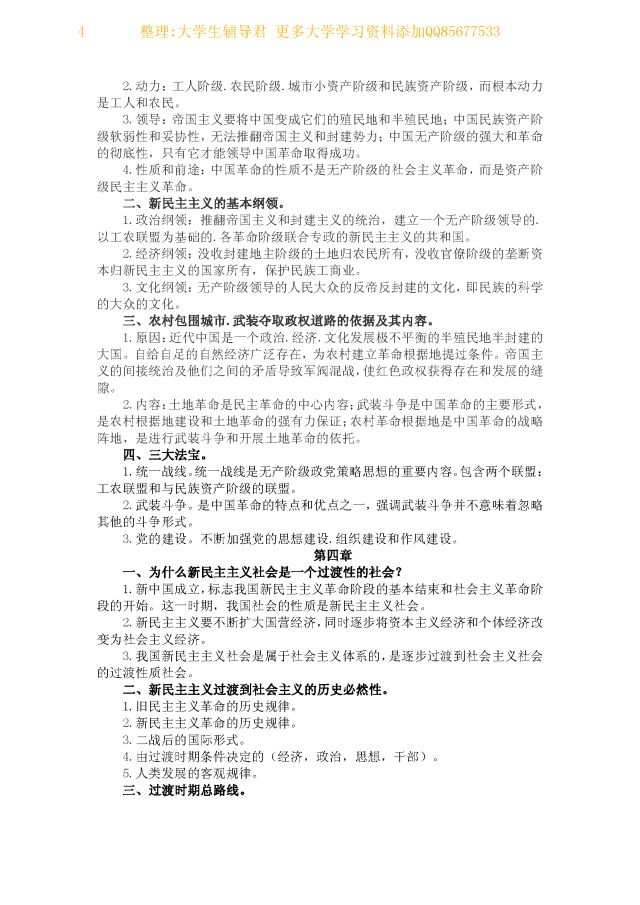 4 整理:大学生辅导君 更多大学学习资料添加QQ85677533
2.动力：工人阶级.农民阶级.城市小资产阶级和民族资产阶级，而根本动力
是工人和农民。
3.领导：帝国主义要将中国变成它们的殖民地和半殖民地；中国民族资产阶
级软弱性和妥协性，无法推翻帝国主义和封建势力；中国无产阶级的强大和革命
的彻底性，只有它才能领导中国革命取得成功。
4.性质和前途：中国革命的性质不是无产阶级的社会主义革命，而是资产阶
级民主主义革命。
二、新民主主义的基本纲领。
1.政治纲领：推翻帝国主义和封建主义的统治，建立一个无产阶级领导的.
以工农联盟为基础的.各革命阶级联合专政的新民主主义的共和国。
2.经济纲领：没收封建地主阶级的土地归农民所有，没收官僚阶级的垄断资
本归新民主主义的国家所有，保护民族工商业。
3.文化纲领：无产阶级领导的人民大众的反帝反封建的文化，即民族的科学
的大众的文化。
三、农村包围城市.武装夺取政权道路的依据及其内容。
1.原因：近代中国是一个政治.经济.文化发展极不平衡的半殖民地半封建的
大国。自给自足的自然经济广泛存在，为农村建立革命根据地提过条件。帝国主
义的间接统治及他们之间的矛盾导致军阀混战，使红色政权获得存在和发展的缝
隙。
2.内容：土地革命是民主革命的中心内容；武装斗争是中国革命的主要形式，
是农村根据地建设和土地革命的强有力保证；农村革命根据地是中国革命的战略
阵地，是进行武装斗争和开展土地革命的依托。
四、三大法宝。
1.统一战线。统一战线是无产阶级政党策略思想的重要内容。包含两个联盟：
工农联盟和与民族资产阶级的联盟。
2.武装斗争。是中国革命的特点和优点之一，强调武装斗争并不意味着忽略
其他的斗争形式。
3.党的建设。不断加强党的思想建设.组织建设和作风建设。
第四章
一、为什么新民主主义社会是一个过渡性的社会？
1.新中国成立，标志我国新民主主义革命阶段的基本结束和社会主义革命阶
段的开始。这一时期，我国社会的性质是新民主主义社会。
2.新民主主义要不断扩大国营经济，同时逐步将资本主义经济和个体经济改
变为社会主义经济。
3.我国新民主主义社会是属于社会主义体系的，是逐步过渡到社会主义社会
的过渡性质社会。
二、新民主主义过渡到社会主义的历史必然性。
1.旧民主主义革命的历史规律。
2.新民主主义革命的历史规律。
3.二战后的国际形式。
4.由过渡时期条件决定的（经济，政治，思想，干部）。
5.人类发展的客观规律。
三、过渡时期总路线。